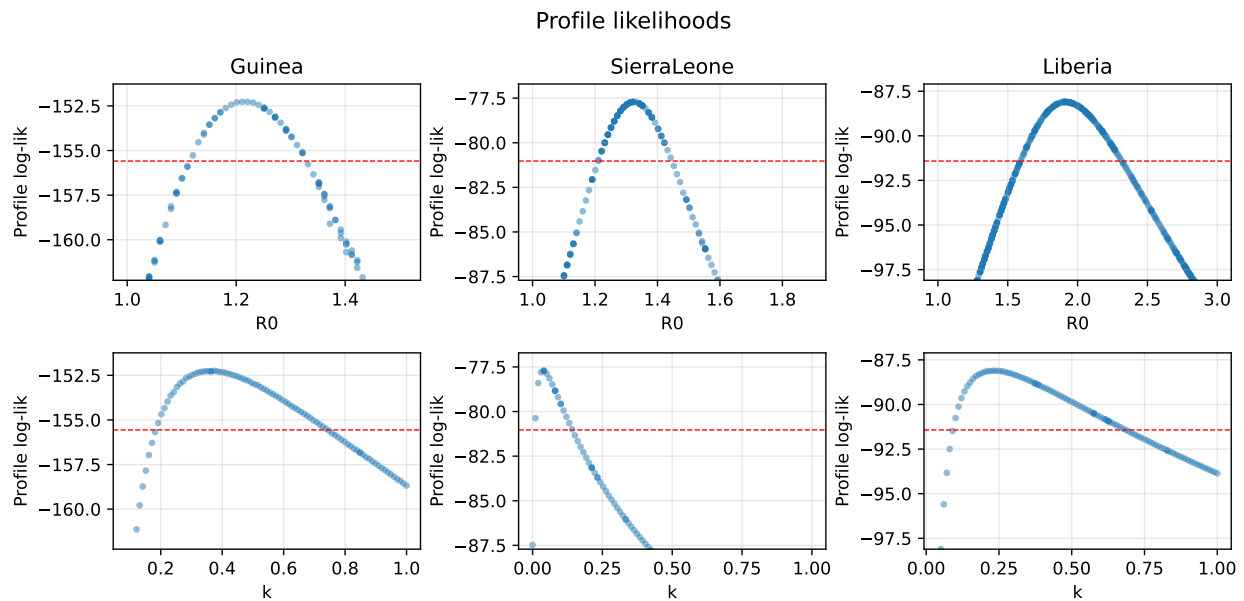 Profile likelihoods
Guinea
SierraLeone
Liberia
Profile log-lik
−152.5
−155.0
−157.5
−160.0
1.0 1.2 1.4
R0
Profile log-lik
−77.5
−80.0
−82.5
−85.0
−87.5
1.0 1.2 1.4 1.6 1.8
R0
Profile log-lik
−87.5
−90.0
−92.5
−95.0
−97.5
1.0 1.5 2.0 2.5 3.0
R0
Profile log-lik
−152.5
−155.0
−157.5
−160.0
0.2 0.4 0.6 0.8 1.0
k
Profile log-lik
−77.5
−80.0
−82.5
−85.0
−87.5
0.00 0.25 0.50 0.75 1.00
k
Profile log-lik
−87.5
−90.0
−92.5
−95.0
−97.5
0.00 0.25 0.50 0.75 1.00
k